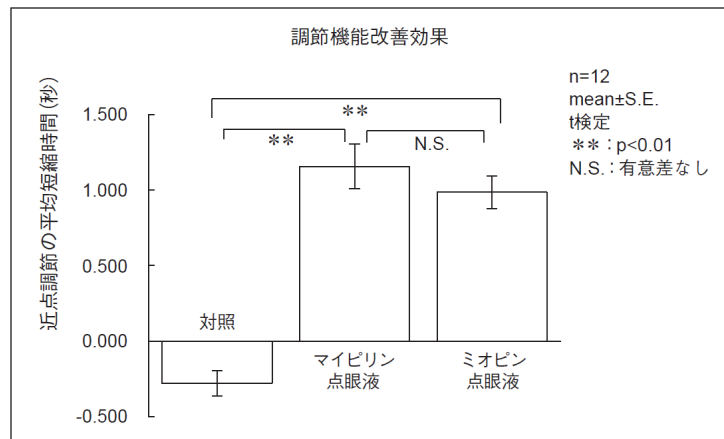 調節機能改善効果
n=12
mean±S.E.
t検定
**：p<0.01
N.S.：有意差なし
近点調節の平均短縮時間(秒)
1.500
1.000
0.500
0.000
-0.500
**
**
N.S.
対照
マイピリン
点眼液
ミオピン
点眼液